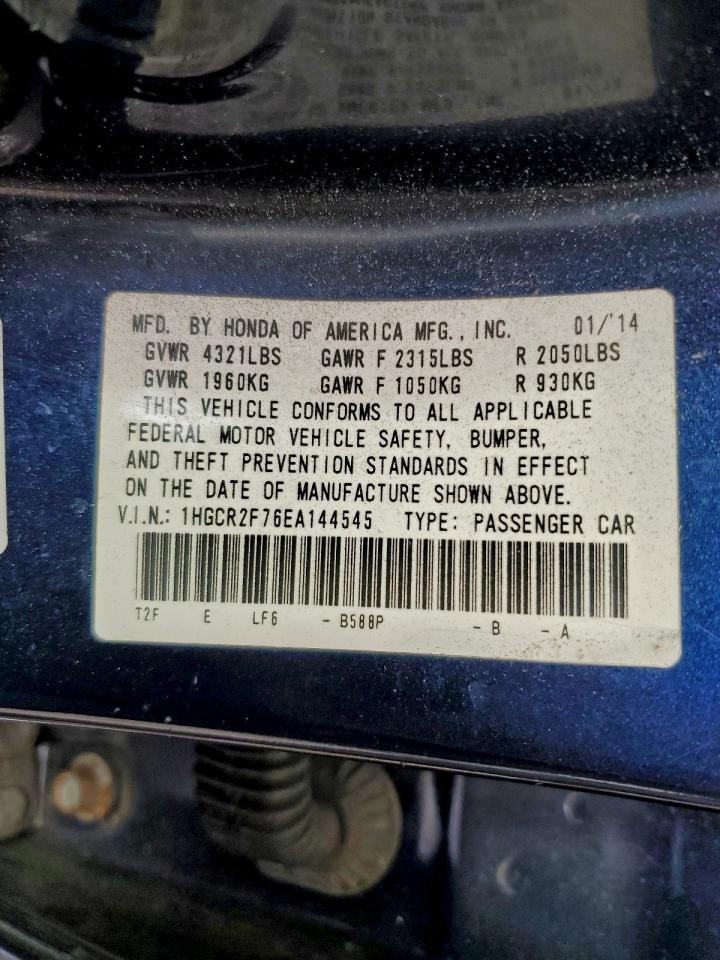 MFD. BY HONDA OF AMERICA MFG., INC. 01/'14
GVWR 4321LBS GAWR F 2315LBS R 2050LBS
GVWR 1960KG GAWR F 1050KG R 930KG
THIS VEHICLE CONFORMS TO ALL APPLICABLE
FEDERAL MOTOR VEHICLE SAFETY, BUMPER,
AND THEFT PREVENTION STANDARDS IN EFFECT
ON THE DATE OF MANUFACTURE SHOWN ABOVE.
V.I.N.: 1HGCR2F76EA144545 TYPE: PASSENGER CAR
T2F E LF6 - B588P - B - A